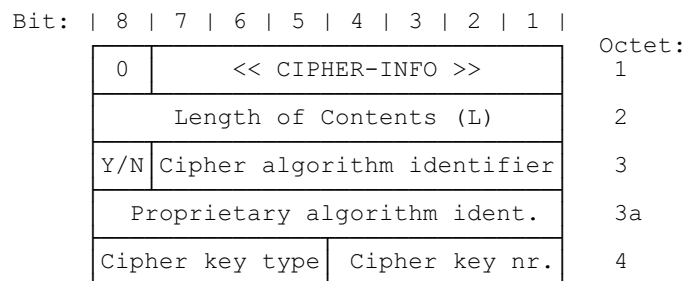 Bit: | 8 | 7 | 6 | 5 | 4 | 3 | 2 | 1 |
Octet:
0 << CIPHER-INFO >> 1
Length of Contents (L) 2
Y/N Cipher algorithm identifier 3
Proprietary algorithm ident. 3a
Cipher key type Cipher key nr. 4